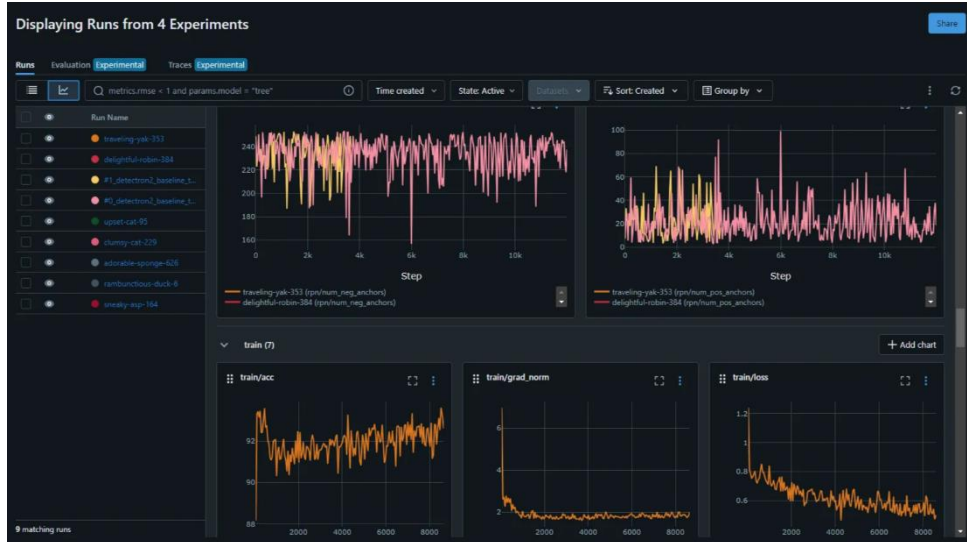 Displaying Runs from 4 Experiments
Share
Runs Evaluation Experimental Traces Experimental
metrics.rmse < 1 and params.model = "tree"
Time created
State: Active
Datasets
Sort: Created
Group by
Run Name
traveling-yak-353
delightful-robin-384
#1_detectron2_baseline_t...
#0_detectron2_baseline_t...
upset-cat-95
clumsy-cat-229
adorable-sponge-626
rambunctious-duck-6
sneaky-asp-164
9 matching runs
240
220
200
180
160
0 2k 4k 6k 8k 10k
Step
traveling-yak-353 (rpn/num_neg_anchors)
delightful-robin-384 (rpn/num_neg_anchors)
100
80
60
40
20
0
0 2k 4k 6k 8k 10k
Step
traveling-yak-353 (rpn/num_pos_anchors)
delightful-robin-384 (rpn/num_pos_anchors)
train (7)
+ Add chart
train/acc
92
90
88
2000 4000 6000 8000
train/grad_norm
6
4
2
2000 4000 6000 8000
train/loss
1.2
1
0.8
0.6
2000 4000 6000 8000